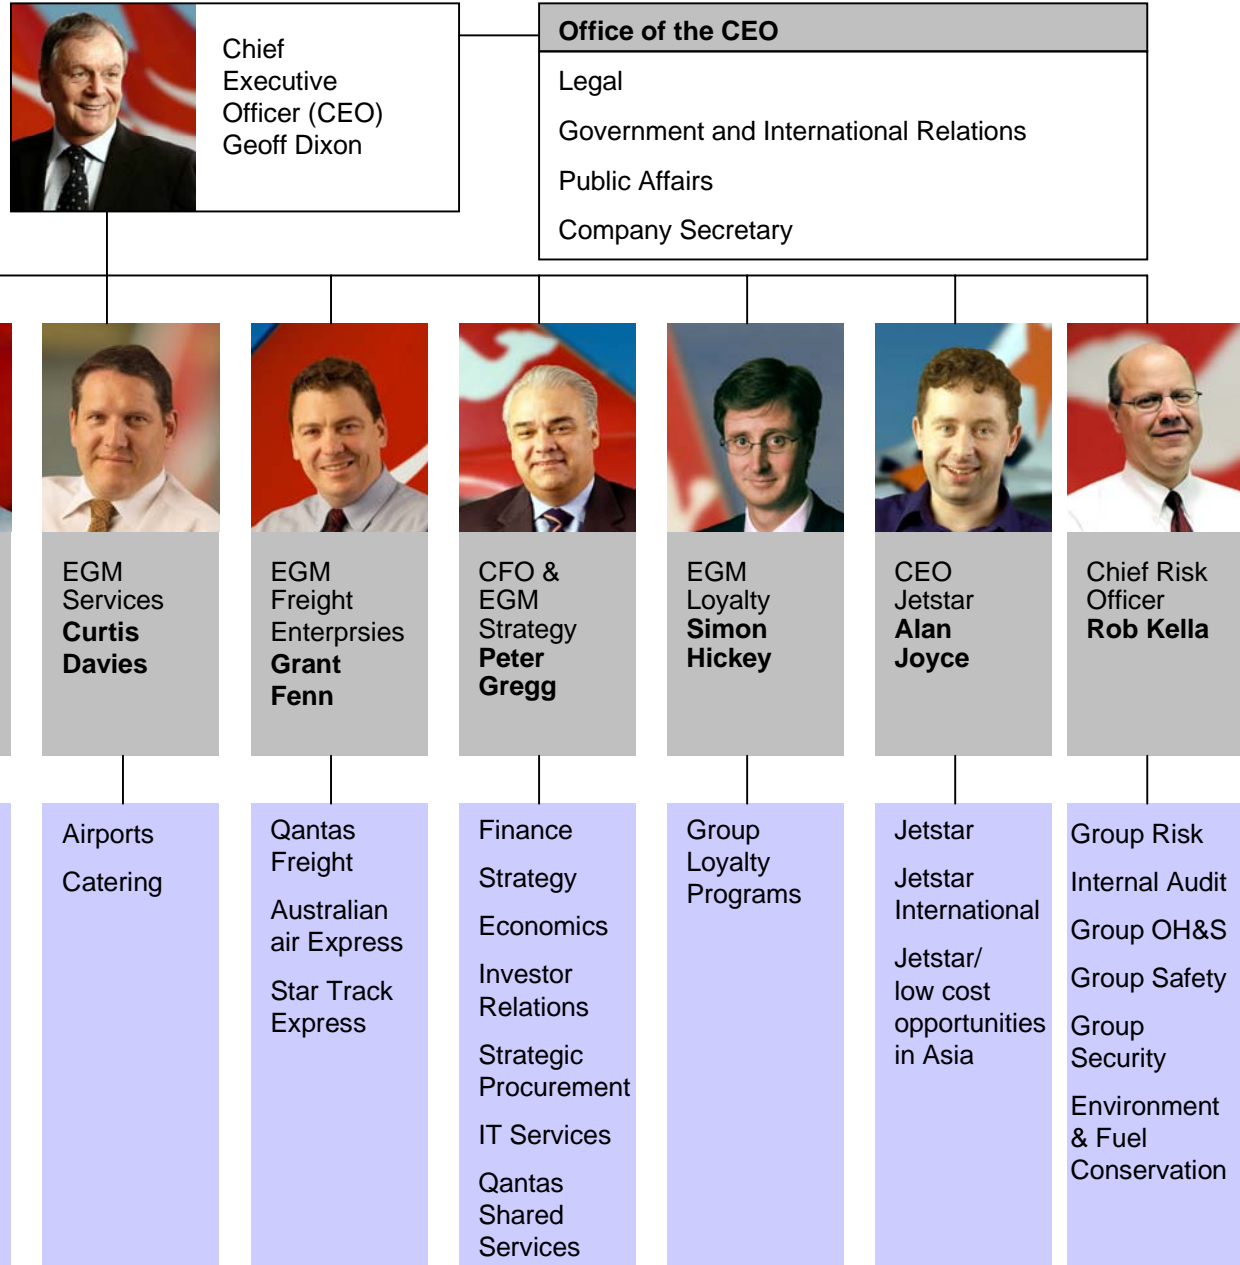 Chief
Executive
Officer (CEO)
Geoff Dixon
Office of the CEO
Legal
Government and International Relations
Public Affairs
Company Secretary
EGM
Services
Curtis
Davies
EGM
Freight
Enterprsies
Grant
Fenn
CFO &
EGM
Strategy
Peter
Gregg
EGM
Loyalty
Simon
Hickey
CEO
Jetstar
Alan
Joyce
Chief Risk
Officer
Rob Kella
Airports
Catering
Qantas
Freight
Australian
air Express
Star Track
Express
Finance
Strategy
Economics
Investor
Relations
Strategic
Procurement
IT Services
Qantas
Shared
Services
Group
Loyalty
Programs
Jetstar
Jetstar
International
Jetstar/
low cost
opportunities
in Asia
Group Risk
Internal Audit
Group OH&S
Group Safety
Group
Security
Environment
& Fuel
Conservation